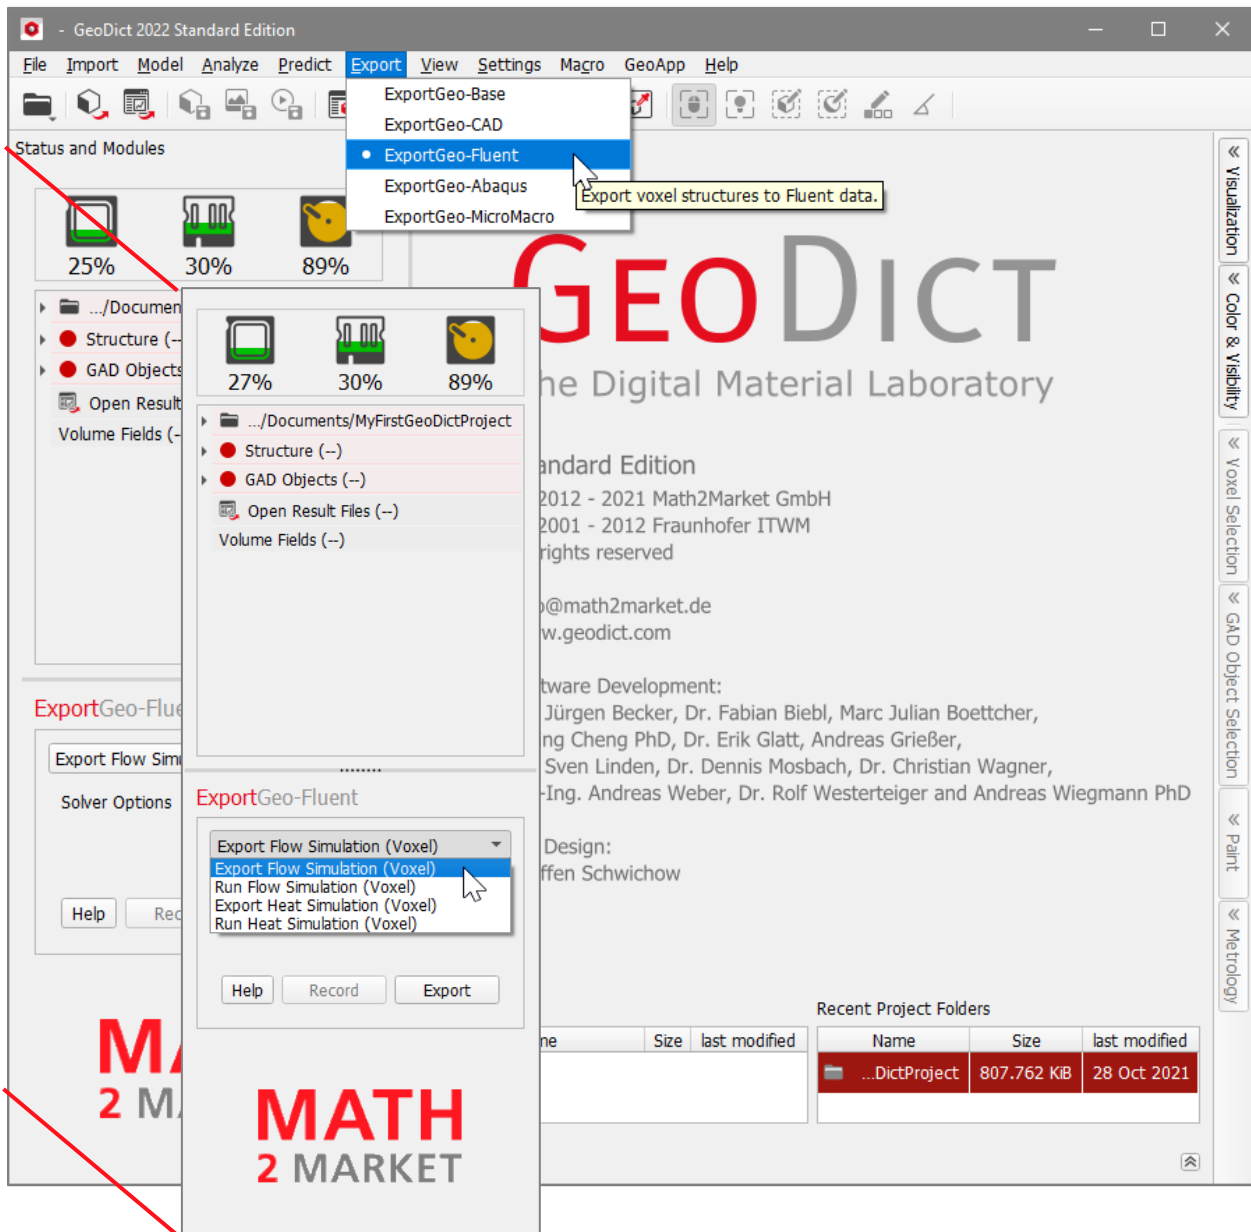 - GeoDict 2022 Standard Edition
File Import Model Analyze Predict Export View Settings Macro GeoApp Help
ExportGeo-Base
ExportGeo-CAD
ExportGeo-Fluent
ExportGeo-Abaqus
ExportGeo-MicroMacro
Export voxel structures to Fluent data.
Status and Modules
25% 30% 89%
.../Documen
Structure (--
GAD Objects
Open Result
Volume Fields (-
ExportGeo-Flue
Export Flow Simu
Solver Options
Help Rec
MA
2 MA
27% 30% 89%
.../Documents/MyFirstGeoDictProject
Structure (--)
GAD Objects (--)
Open Result Files (--)
Volume Fields (--)
ExportGeo-Fluent
Export Flow Simulation (Voxel)
Export Flow Simulation (Voxel)
Run Flow Simulation (Voxel)
Export Heat Simulation (Voxel)
Run Heat Simulation (Voxel)
Help Record Export
MATH
2 MARKET
GEODICT
he Digital Material Laboratory
andard Edition
2012 - 2021 Math2Market GmbH
2001 - 2012 Fraunhofer ITWM
rights reserved
o@math2market.de
w.geodict.com
tware Development:
Jürgen Becker, Dr. Fabian Biebl, Marc Julian Boettcher,
ng Cheng PhD, Dr. Erik Glatt, Andreas Grießer,
Sven Linden, Dr. Dennis Mosbach, Dr. Christian Wagner,
-Ing. Andreas Weber, Dr. Rolf Westerteiger and Andreas Wiegmann PhD
Design:
ffen Schwichow
me Size last modified
Recent Project Folders
Name Size last modified
...DictProject 807.762 KiB 28 Oct 2021
Visualization
Color & Visibility
Voxel Selection
GAD Object Selection
Paint
Metrology